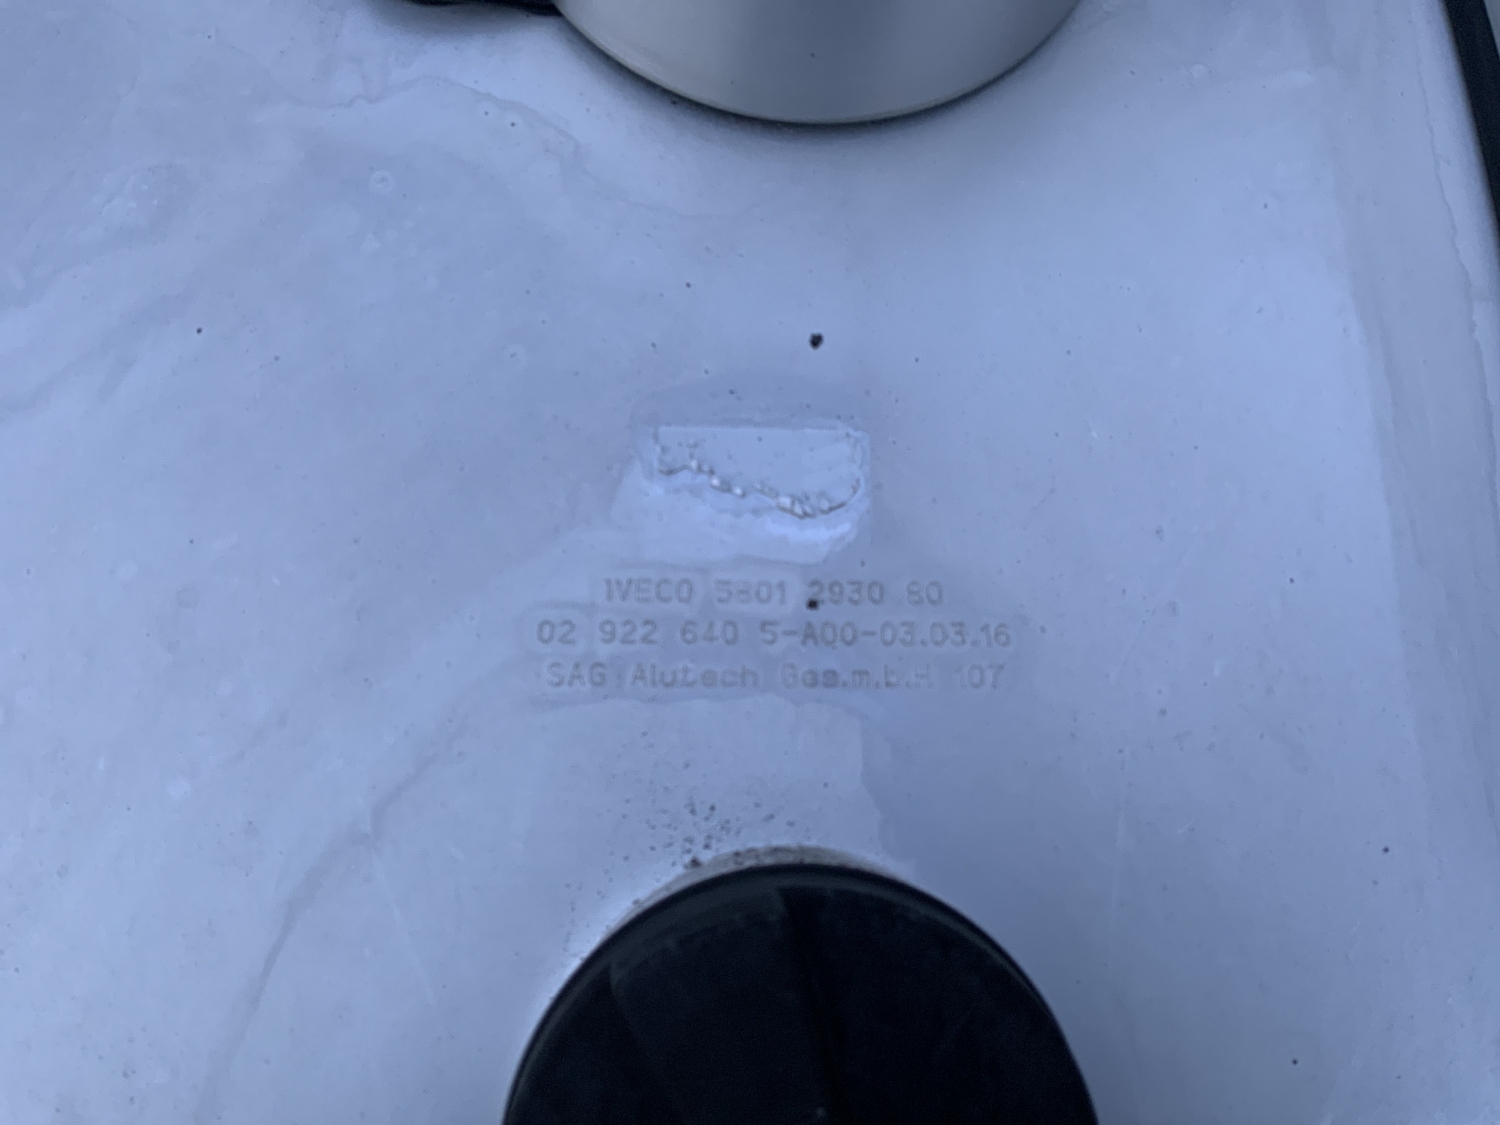 IVECO 5801 2930 80
02 922 640 5-A00-03.03.16
SAG Alutech Ges.m.b.H 107